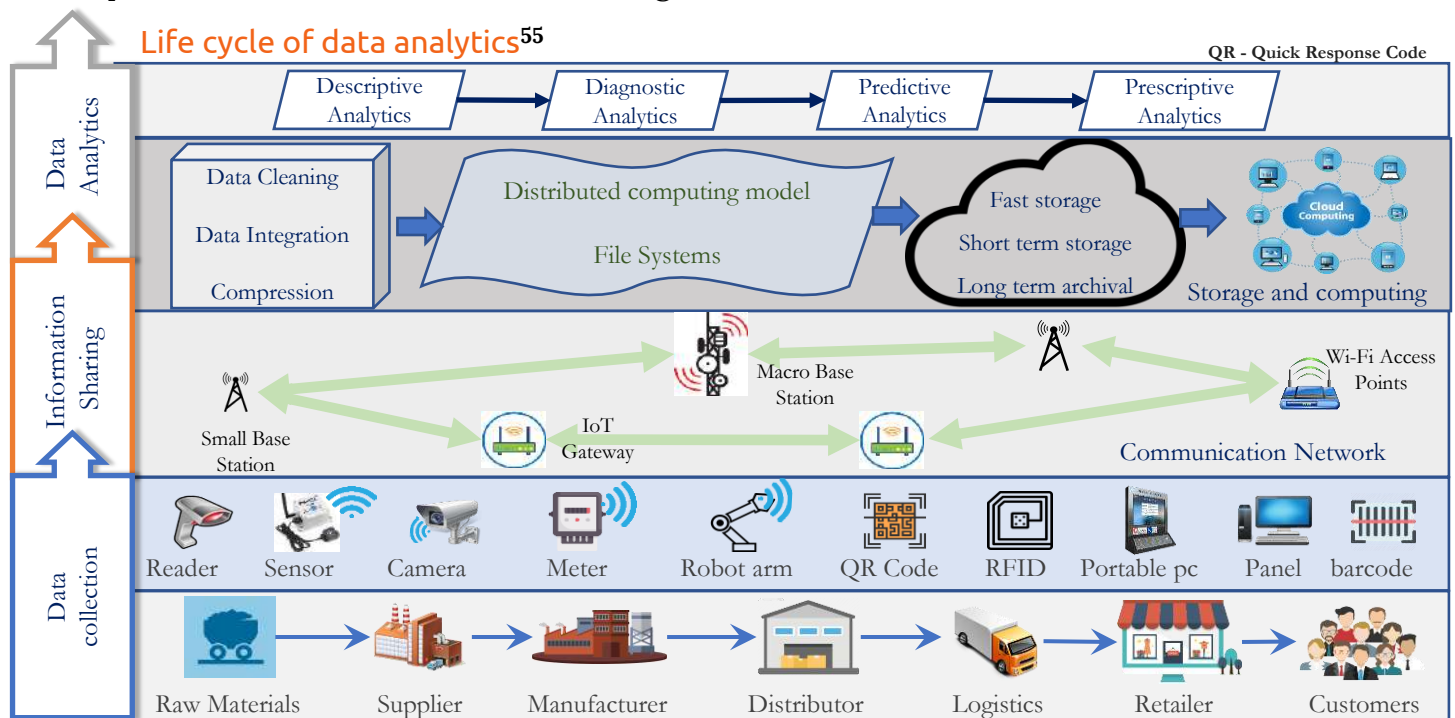 Life cycle of data analytics55
QR - Quick Response Code
Data
Analytics
Descriptive
Analytics
Diagnostic
Analytics
Predictive
Analytics
Prescriptive
Analytics
Data Cleaning
Data Integration
Compression
Distributed computing model
File Systems
Fast storage
Short term storage
Long term archival
Cloud
Computing
Storage and computing
Information
Sharing
Small Base
Station
Macro Base
Station
IoT
Gateway
Wi-Fi Access
Points
Communication Network
Data
collection
Reader
Sensor
Camera
Meter
Robot arm
QR Code
RFID
Portable pc
Panel
barcode
Raw Materials
Supplier
Manufacturer
Distributor
Logistics
Retailer
Customers